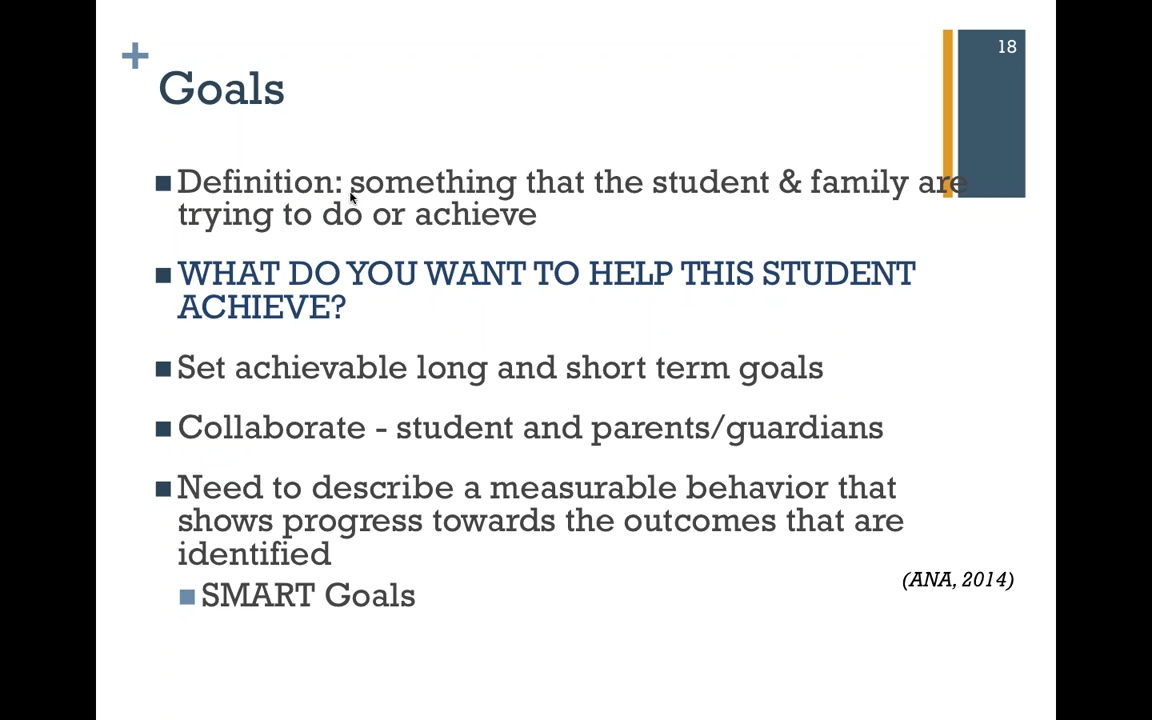 18
Goals
Definition: something that the student & family are
trying to do or achieve
WHAT DO YOU WANT TO HELP THIS STUDENT
ACHIEVE?
Set achievable long and short term goals
Collaborate - student and parents/guardians
Need to describe a measurable behavior that
shows progress towards the outcomes that are
identified
(ANA, 2014)
SMART Goals